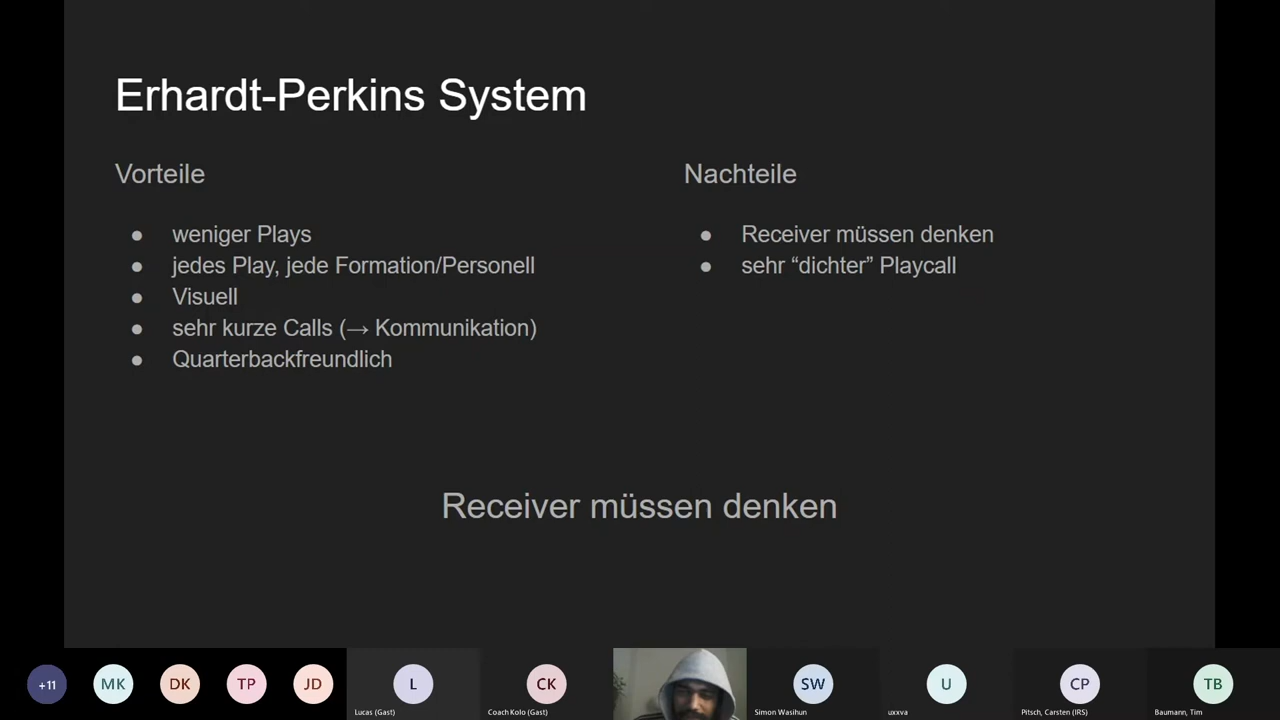 Erhardt-Perkins System
Vorteile
● weniger Plays
● jedes Play, jede Formation/Personell
● Visuell
● sehr kurze Calls (→ Kommunikation)
● Quarterbackfreundlich
Nachteile
● Receiver müssen denken
● sehr “dichter” Playcall
Receiver müssen denken
+11
MK
DK
TP
JD
L
Lucas (Gast)
CK
Coach Kolo (Gast)
SW
Simon Wasihun
U
uxxva
CP
Pitsch, Carsten (IRS)
TB
Baumann, Tim